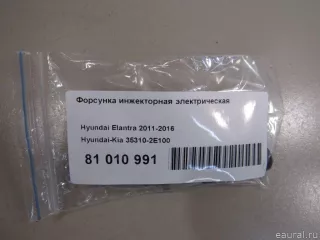 Форсунка инжекторная электрическая
Hyundai Elantra 2011-2016
Hyundai-Kia 35310-2E100
81 010 991
eaural.ru